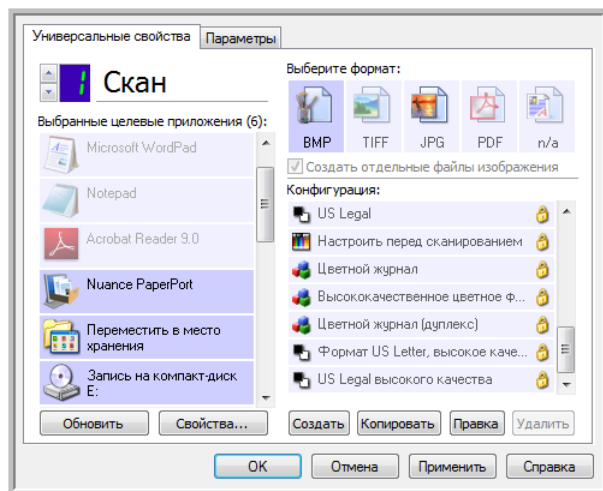 Универсальные свойства
Параметры
1 Скан
Выбранные целевые приложения (6):
Microsoft WordPad
Notepad
Acrobat Reader 9.0
Nuance PaperPort
Переместить в место
хранения
Запись на компакт-диск
E:
Обновить
Свойства...
Выберите формат:
BMP
TIFF
JPG
PDF
n/a
Создать отдельные файлы изображения
Конфигурация:
US Legal
Настроить перед сканированием
Цветной журнал
Высококачественное цветное ф...
Цветной журнал (дуплекс)
Формат US Letter, высокое каче...
US Legal высокого качества
Создать
Копировать
Правка
Удалить
OK
Отмена
Применить
Справка